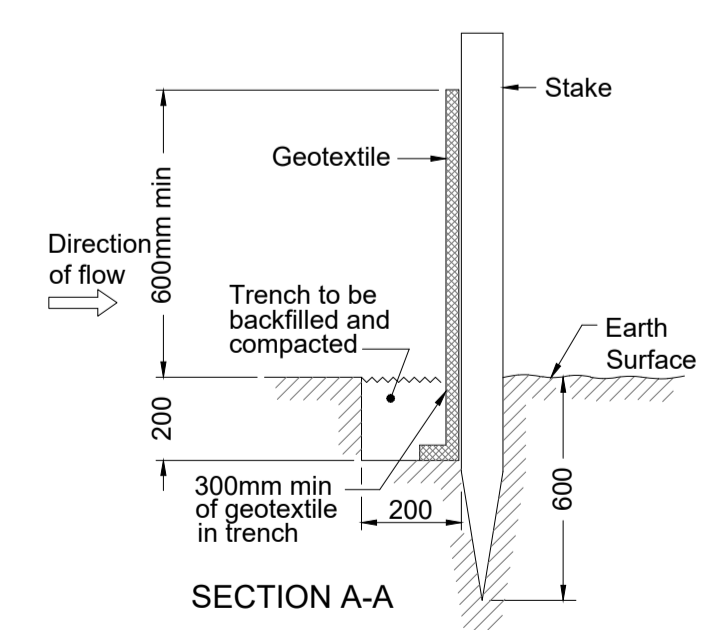 Stake
Geotextile
600mm min
Direction
of flow
Trench to be
backfilled and
compacted
Earth
Surface
200
300mm min
of geotextile
in trench
200
600
SECTION A-A